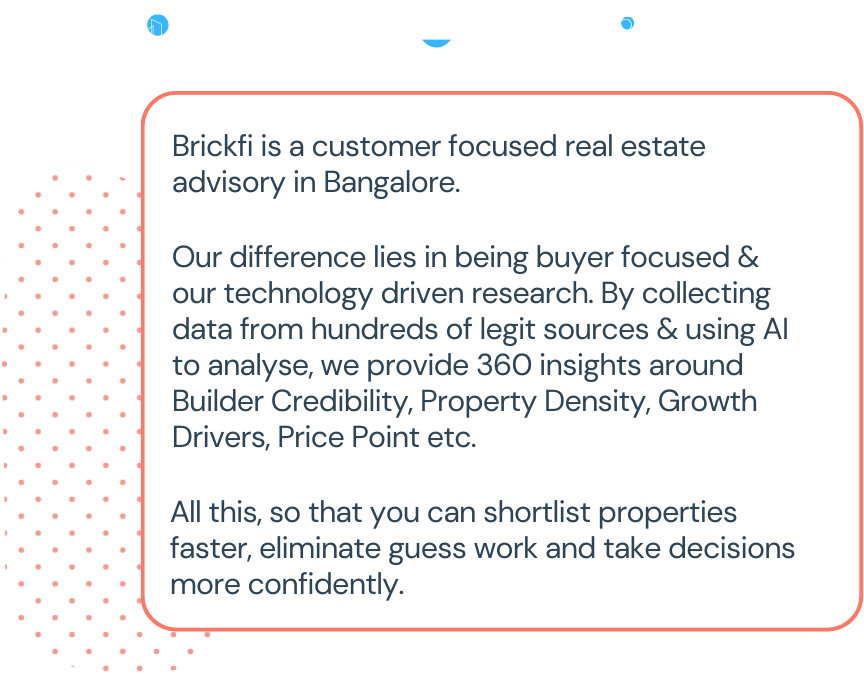 Brickfi is a customer focused real estate
advisory in Bangalore.
Our difference lies in being buyer focused &
our technology driven research. By collecting
data from hundreds of legit sources & using AI
to analyse, we provide 360 insights around
Builder Credibility, Property Density, Growth
Drivers, Price Point etc.
All this, so that you can shortlist properties
faster, eliminate guess work and take decisions
more confidently.